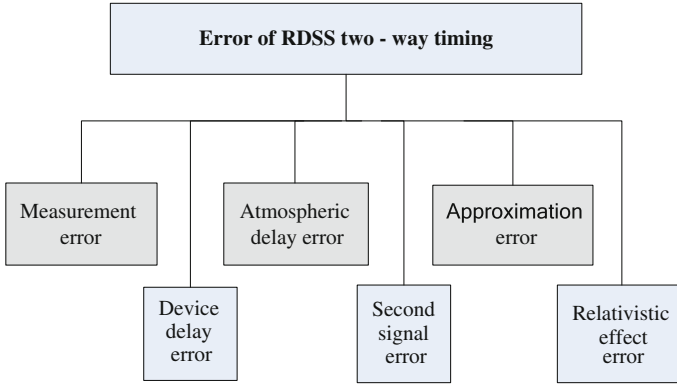 Error of RDSS two - way timing
Measurement
error
Atmospheric
delay error
Approximation
error
Device
delay
error
Second
signal
error
Relativistic
effect
error